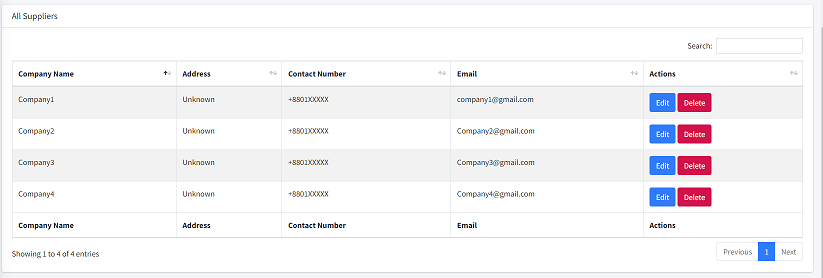 All Suppliers
Search:
Company Name Address Contact Number Email Actions
Company1 Unknown +8801XXXXX company1@gmail.com Edit Delete
Company2 Unknown +8801XXXXX Company2@gmail.com Edit Delete
Company3 Unknown +8801XXXXX Company3@gmail.com Edit Delete
Company4 Unknown +8801XXXXX Company4@gmail.com Edit Delete
Company Name Address Contact Number Email Actions
Showing 1 to 4 of 4 entries Previous 1 Next